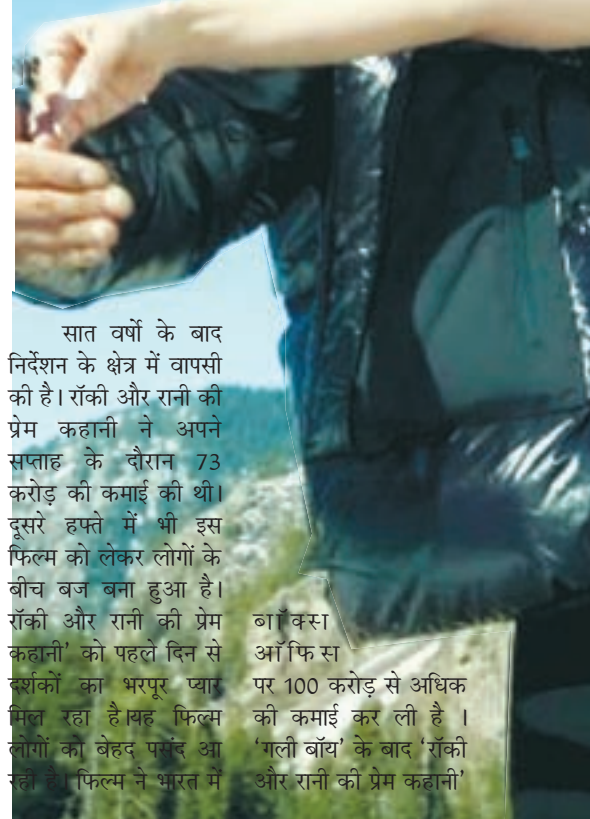 सात वर्षो के बाद
निर्देशन के क्षेत्र में वापसी
की है। रॉकी और रानी की
प्रेम कहानी ने अपने
सप्ताह के दौरान 73
करोड़ की कमाई की थी।
दूसरे हफ्ते में भी इस
फिल्म को लेकर लोगों के
बीच बज बना हुआ है।
रॉकी और रानी की प्रेम
कहानी’ को पहले दिन से
दर्शकों का भरपूर प्यार
मिल रहा है।यह फिल्म
लोगों को बेहद पसंद आ
रही है। फिल्म ने भारत में
बाॅक्स
ऑफिस
पर 100 करोड़ से अधिक
की कमाई कर ली है ।
‘गली बॉय’ के बाद ‘रॉकी
और रानी की प्रेम कहानी’